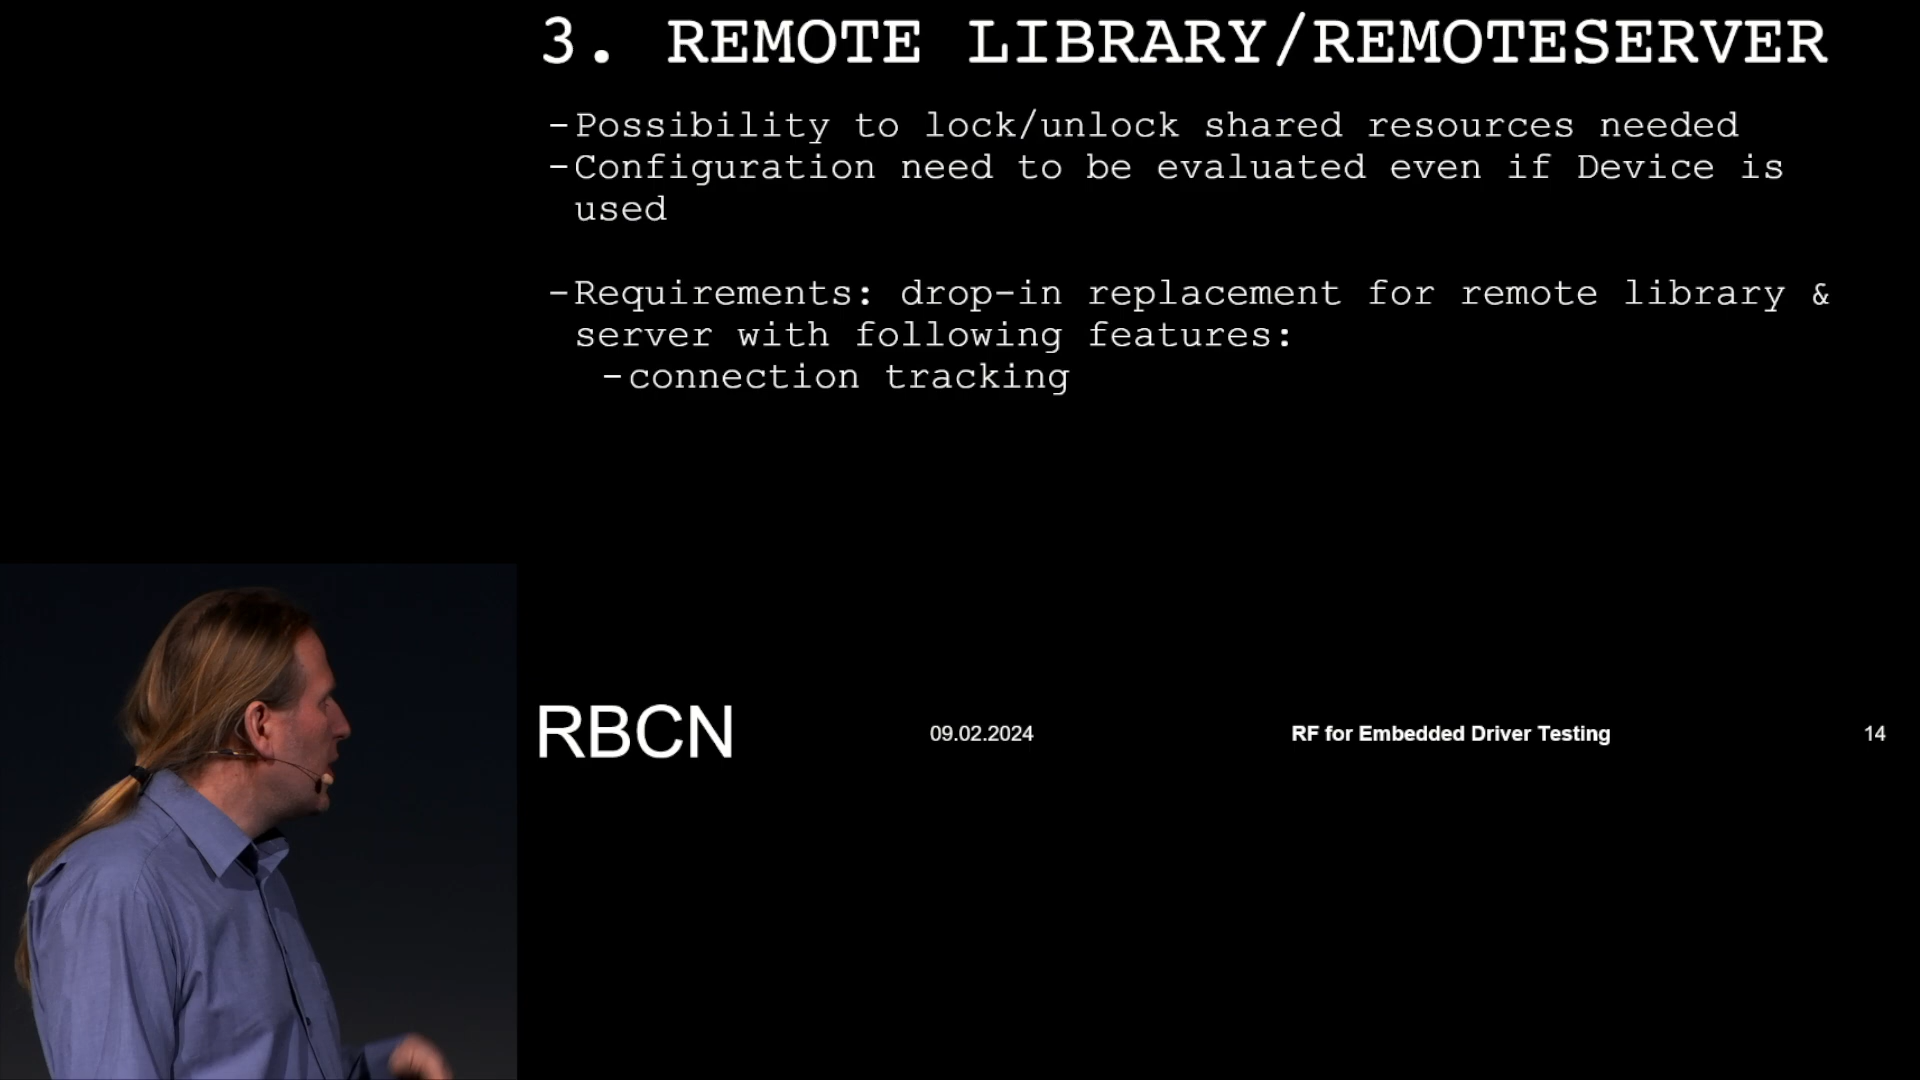 3. REMOTE LIBRARY/REMOTESERVER
-Possibility to lock/unlock shared resources needed
-Configuration need to be evaluated even if Device is
used
-Requirements: drop-in replacement for remote library &
server with following features:
-connection tracking
RBCN
09.02.2024
RF for Embedded Driver Testing
14